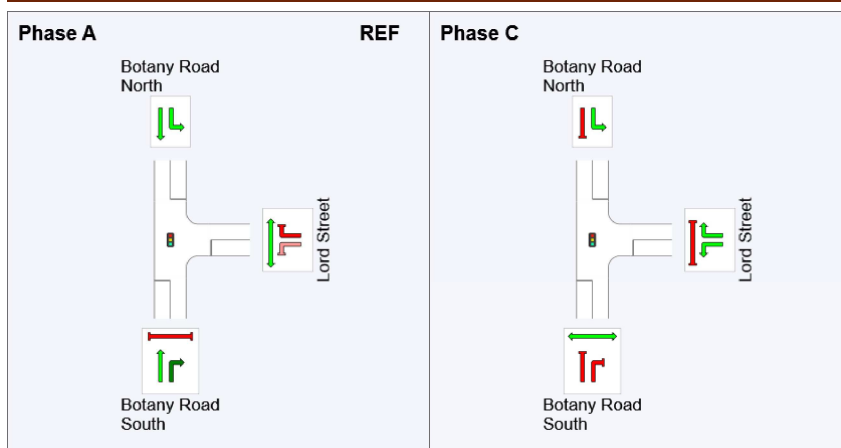 Phase A
REF
Botany Road
North
Lord Street
Botany Road
South
Phase C
Botany Road
North
Lord Street
Botany Road
South